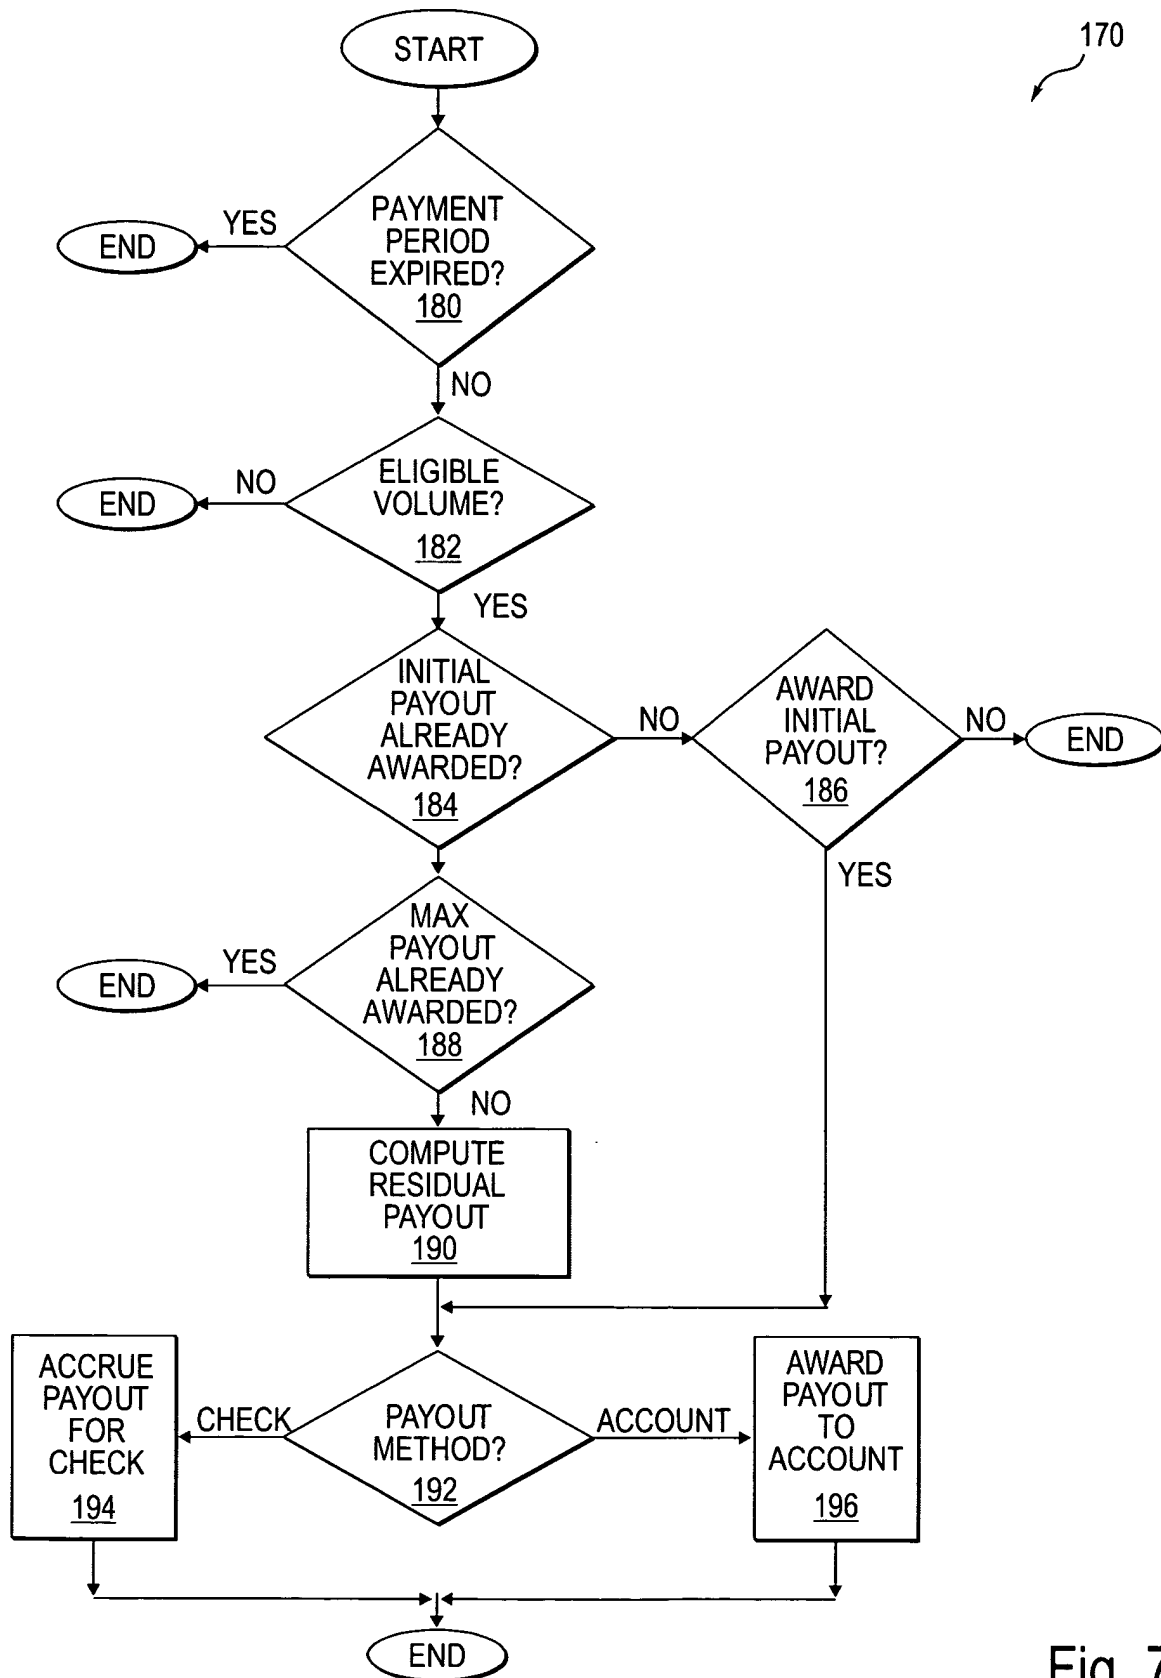 START
170
PAYMENT
PERIOD
EXPIRED?
180
YES
END
NO
ELIGIBLE
VOLUME?
182
NO
END
YES
INITIAL
PAYOUT
ALREADY
AWARDED?
184
NO
AWARD
INITIAL
PAYOUT?
186
NO
END
YES
MAX
PAYOUT
ALREADY
AWARDED?
188
YES
END
NO
COMPUTE
RESIDUAL
PAYOUT
190
ACCRUE
PAYOUT
FOR
CHECK
194
CHECK
PAYOUT
METHOD?
192
ACCOUNT
AWARD
PAYOUT
TO
ACCOUNT
196
END
Fig. 7